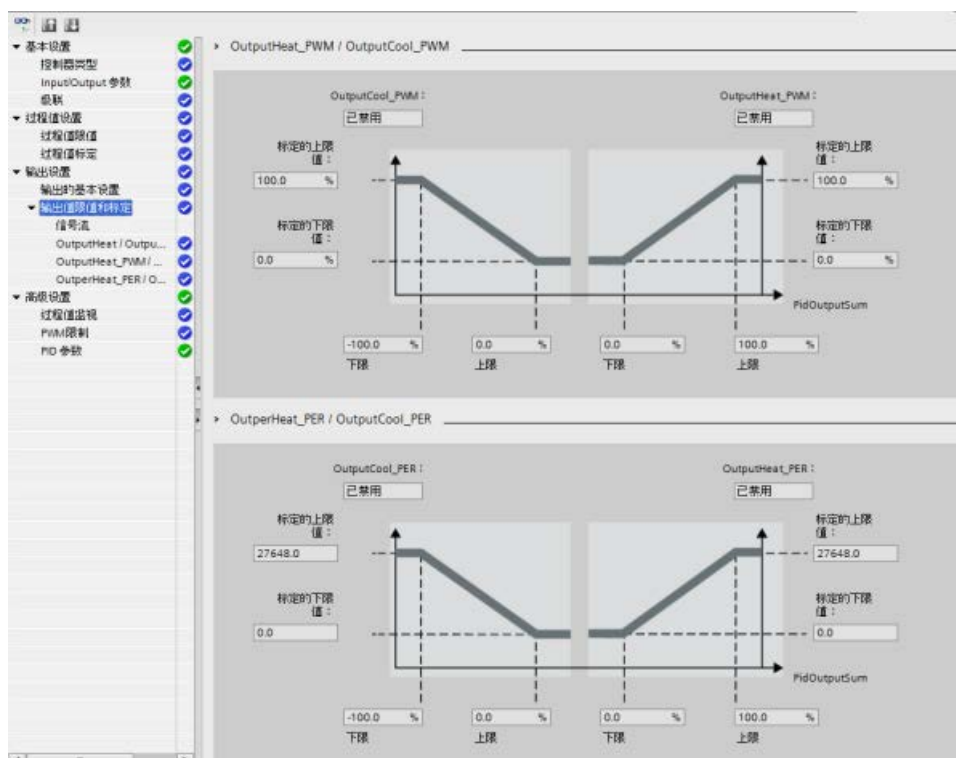 基本设置
控制器类型
Input/Output 参数
级联
过程值设置
过程值限值
过程值标定
输出设置
输出的基本设置
输出值限值和标定
信号流
OutputHeat / Outpu...
OutputHeat_PWM / ...
OutperHeat_PER / O...
高级设置
过程值监视
PWM限制
PID 参数
OutputHeat_PWM / OutputCool_PWM
OutputCool_PWM：
OutputHeat_PWM：
已禁用
已禁用
标定的上限
值：
标定的上限
值：
100.0 %
100.0 %
标定的下限
值：
标定的下限
值：
0.0 %
0.0 %
PidOutputSum
-100.0 %
0.0 %
0.0 %
100.0 %
下限
上限
下限
上限
OutperHeat_PER / OutputCool_PER
OutputCool_PER：
OutputHeat_PER：
已禁用
已禁用
标定的上限
值：
标定的上限
值：
27648.0
27648.0
标定的下限
值：
标定的下限
值：
0.0
0.0
PidOutputSum
-100.0 %
0.0 %
0.0 %
100.0 %
下限
上限
下限
上限